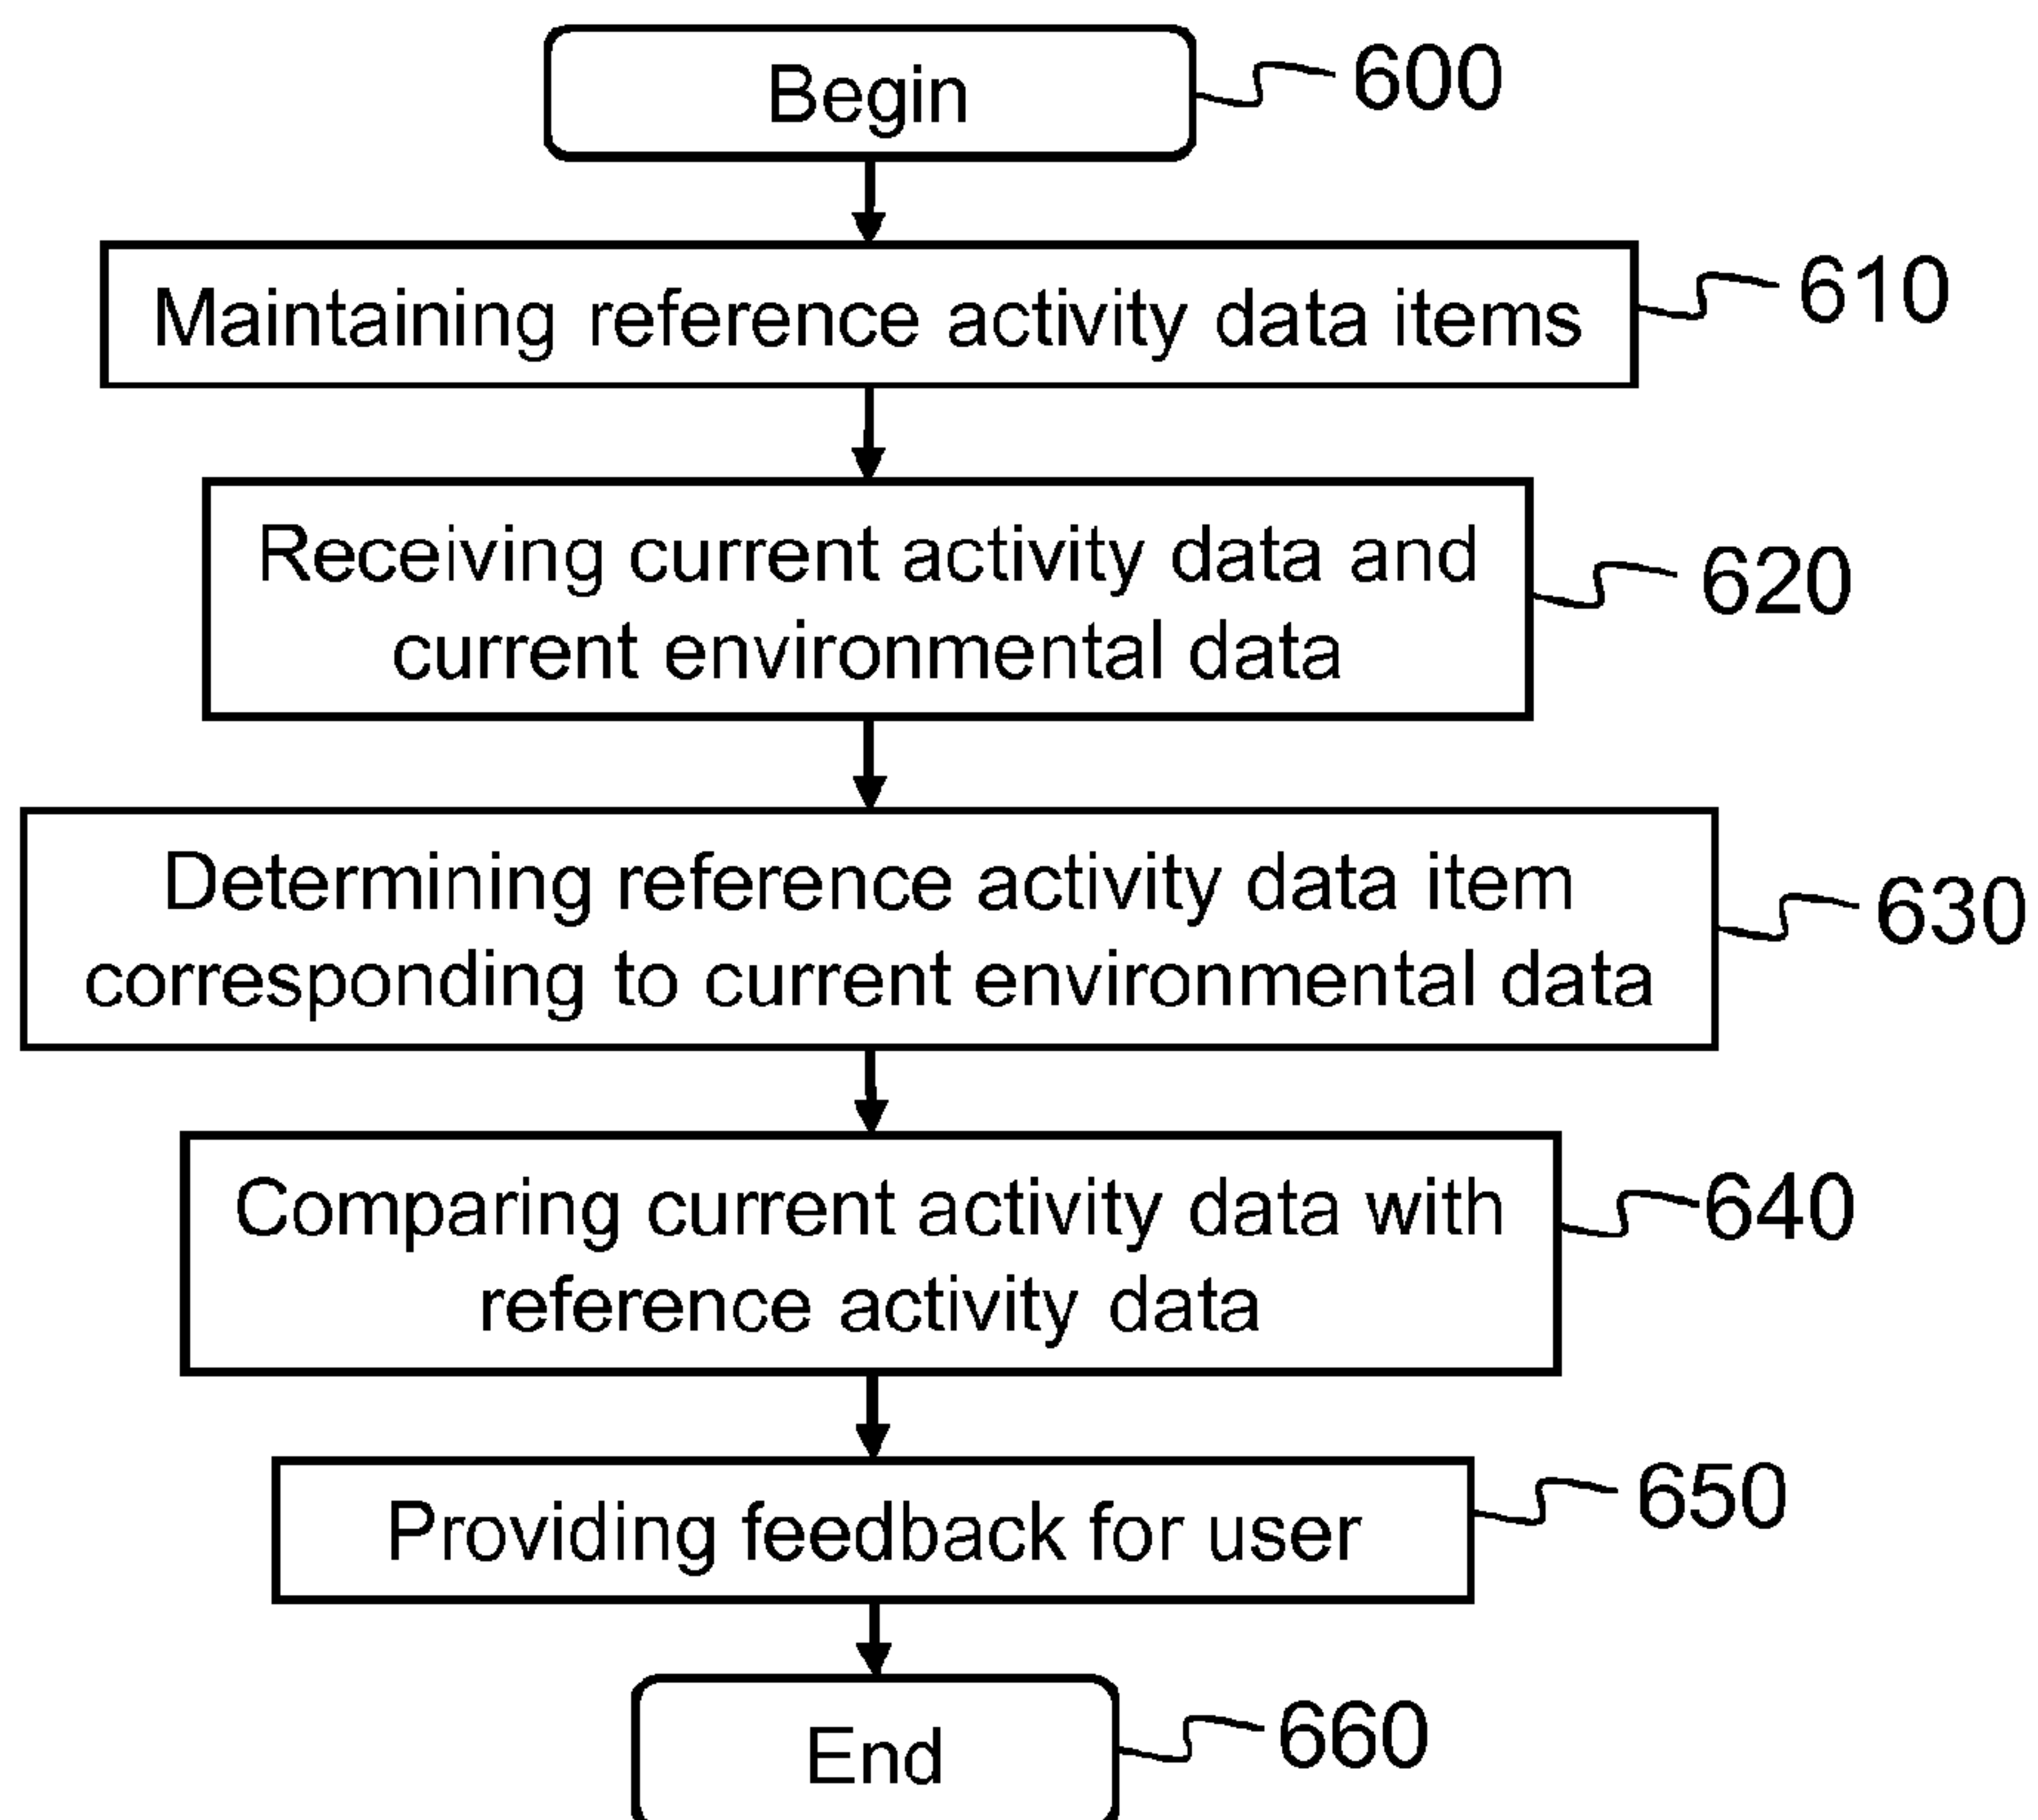 Begin
600
Maintaining reference activity data items
610
Receiving current activity data and
current environmental data
620
Determining reference activity data item
corresponding to current environmental data
630
Comparing current activity data with
reference activity data
640
Providing feedback for user
650
End
660